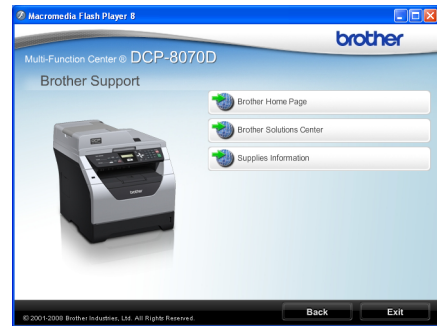 Macromedia Flash Player 8
brother
Multi-Function Center ® DCP-8070D
Brother Support
Brother Home Page
Brother Solutions Center
Supplies Information
brother
© 2001-2008 Brother Industries, Ltd. All Rights Reserved.
Back
Exit